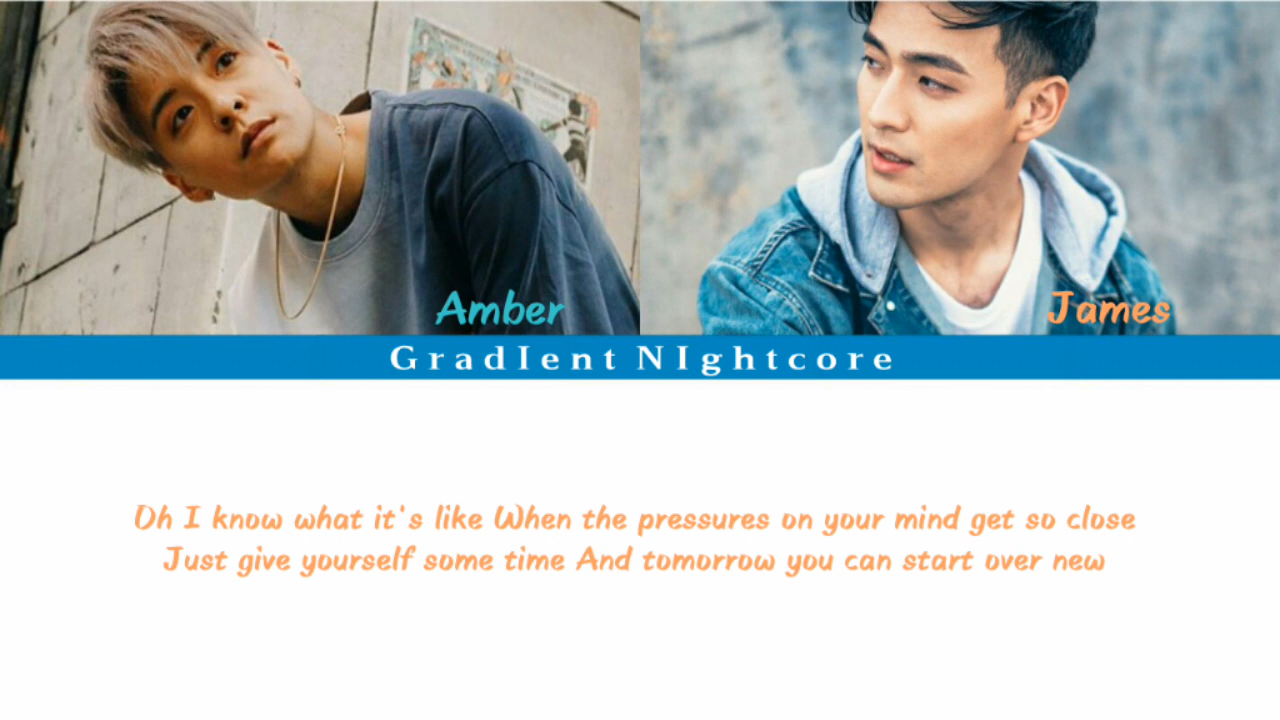 Amber
James
GradIent NIghtcore
Oh I know what it's like When the pressures on your mind get so close
Just give yourself some time And tomorrow you can start over new